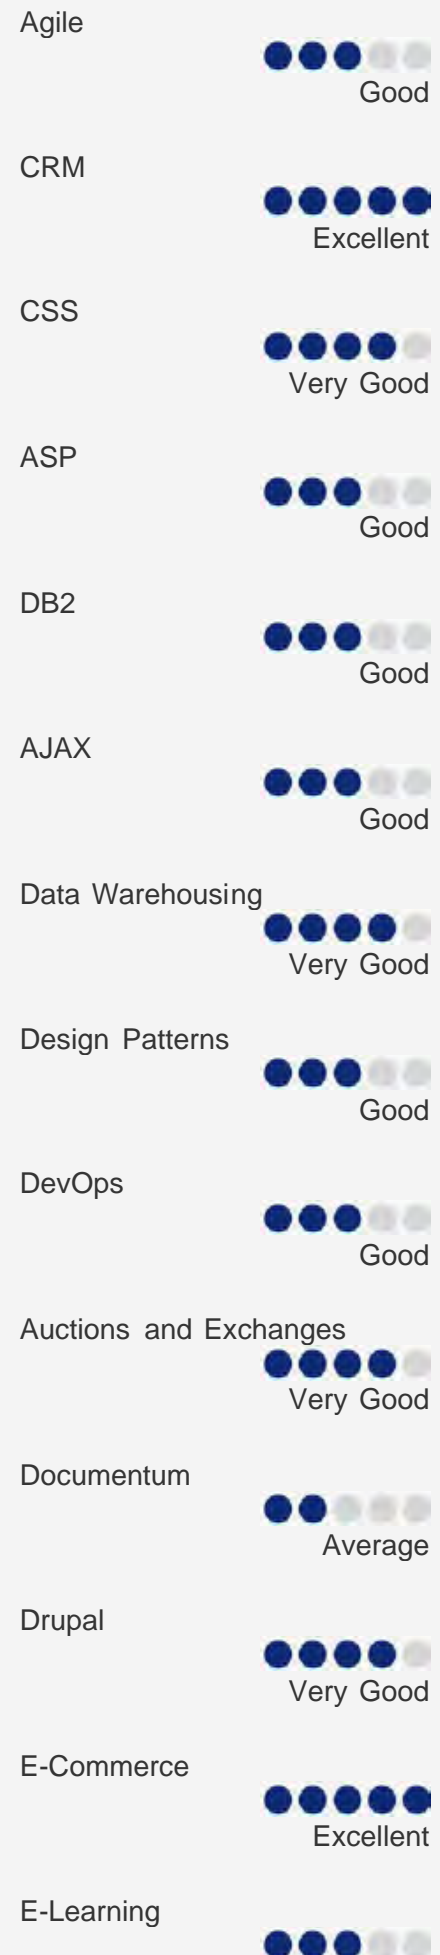 Agile
Good
CRM
Excellent
CSS
Very Good
ASP
Good
DB2
Good
AJAX
Good
Data Warehousing
Very Good
Design Patterns
Good
DevOps
Good
Auctions and Exchanges
Very Good
Documentum
Average
Drupal
Very Good
E-Commerce
Excellent
E-Learning